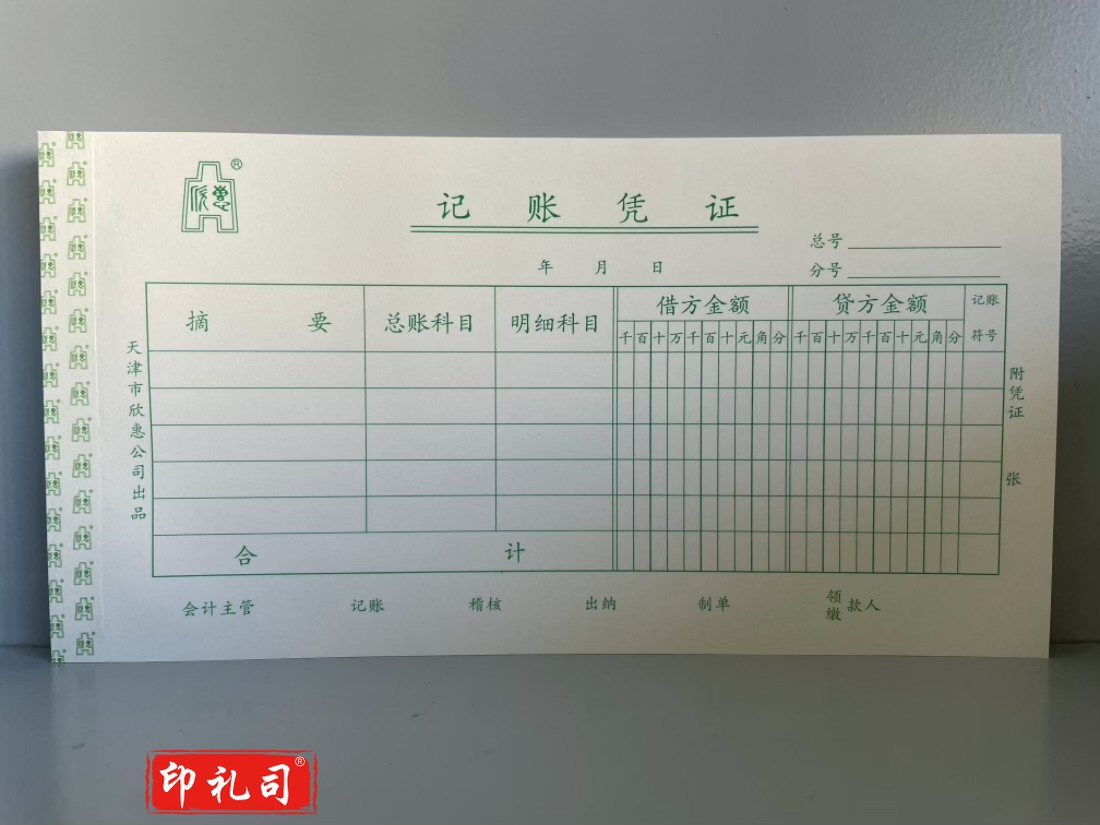 欣惠®
记账凭证
总号
年 月 日
分号
摘要 总账科目 明细科目 借方金额 贷方金额 记账符号
千百十万千百十元角分 千百十万千百十元角分
天津市欣惠公司出品
附凭证 张
合计
会计主管 记账 稽核 出纳 制单 领缴款人
印礼司®